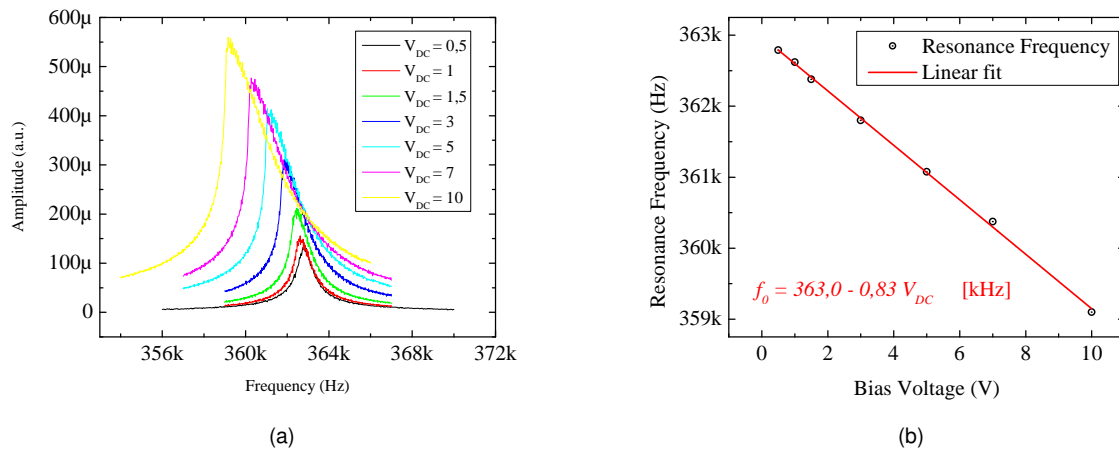 600µ
500µ
400µ
300µ
200µ
100µ
0
Amplitude (a.u.)
356k 360k 364k 368k 372k
Frequency (Hz)
V_DC = 0,5
V_DC = 1
V_DC = 1,5
V_DC = 3
V_DC = 5
V_DC = 7
V_DC = 10
(a)
363k
362k
361k
360k
359k
Resonance Frequency (Hz)
0 2 4 6 8 10
Bias Voltage (V)
Resonance Frequency
Linear fit
f_0 = 363,0 - 0,83 V_DC [kHz]
(b)